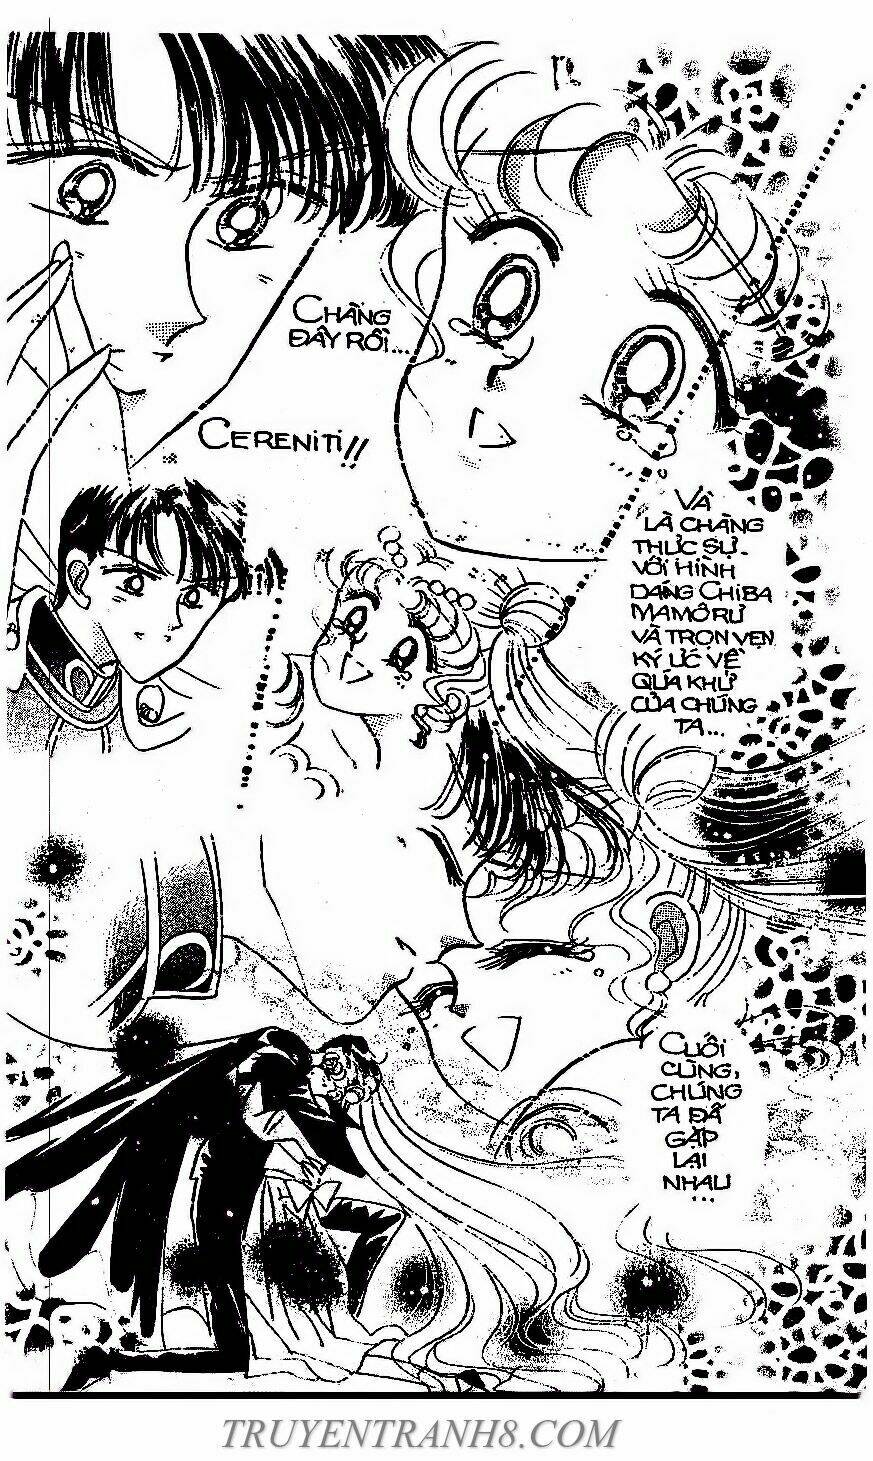 CHÀNG
ĐÂY RỒI...
CERENITI!!
VÀ
LÀ CHÀNG
THỰC SỰ..
VỚI HÌNH
DÁNG CHIBA
MAMÔRƯ
VÀ TRỌN VẸN
KÝ ỨC VỀ
QUÁ KHỨ
CỦA CHÚNG
TA...
CUỐI
CÙNG,
CHÚNG
TA ĐÃ
GẶP
LẠI
NHAU
...
TRUYENTRANH8.COM